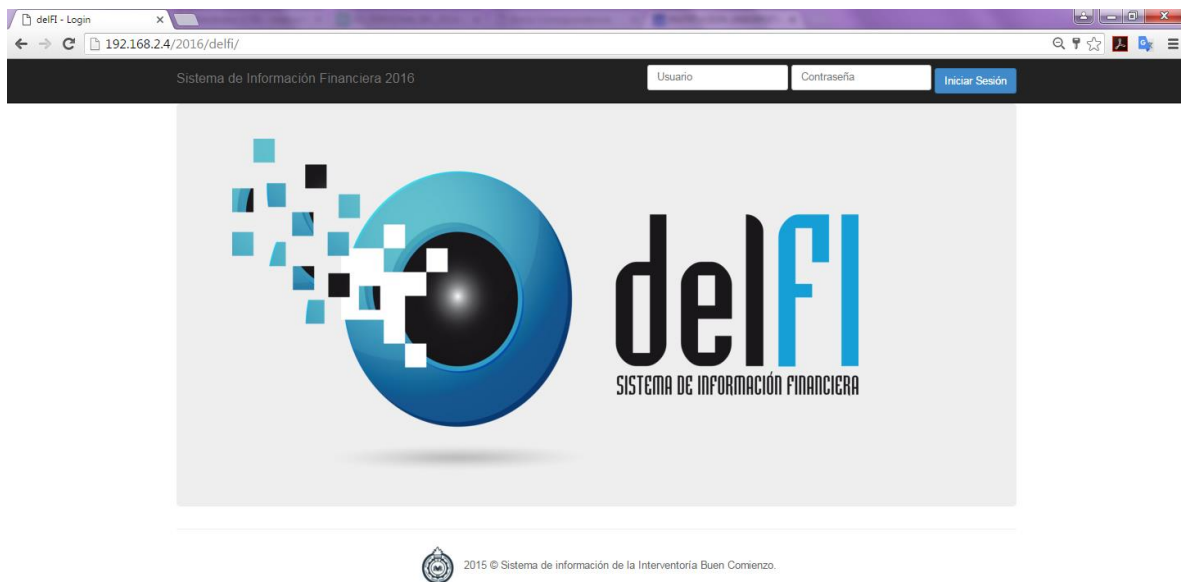 delFI - Login
192.168.2.4/2016/delfi/
Sistema de Información Financiera 2016
Usuario
Contraseña
Iniciar Sesión
delFI
SISTEMA DE INFORMACIÓN FINANCIERA
2015 © Sistema de información de la Interventoría Buen Comienzo.